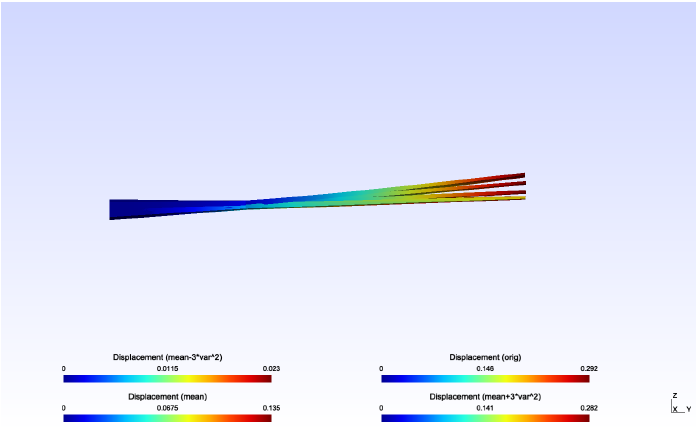 Displacement (mean-3*var^2)
0 0.0115 0.023
Displacement (orig)
0 0.146 0.292
Displacement (mean)
0 0.0675 0.135
Displacement (mean+3*var^2)
0 0.141 0.282
Z
X Y